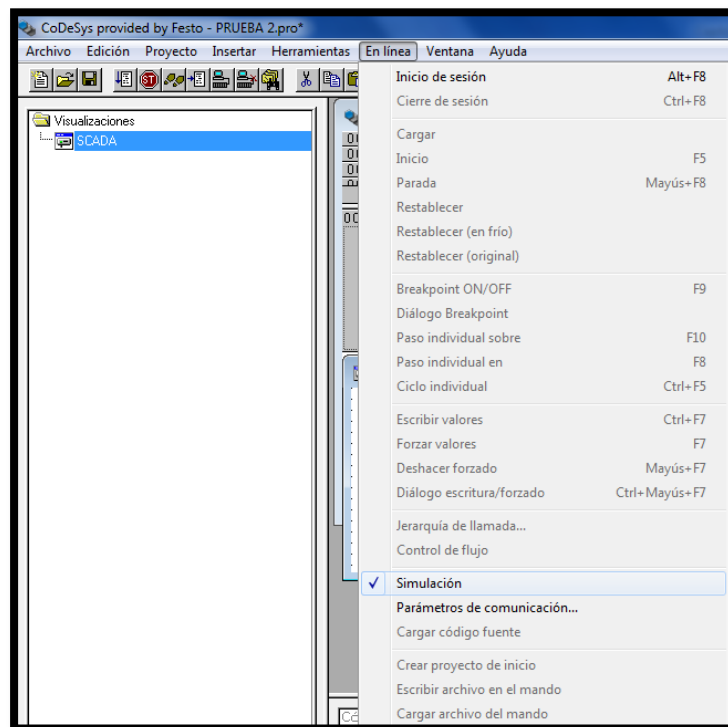 CoDeSys provided by Festo - PRUEBA 2.pro*
Archivo Edición Proyecto Insertar Herramientas En línea Ventana Ayuda
ST
Visualizaciones
SCADA
Inicio de sesión Alt+F8
Cierre de sesión Ctrl+F8
Cargar
Inicio F5
Parada Mayús+F8
Restablecer
Restablecer (en frío)
Restablecer (original)
Breakpoint ON/OFF F9
Diálogo Breakpoint
Paso individual sobre F10
Paso individual en F8
Ciclo individual Ctrl+F5
Escribir valores Ctrl+F7
Forzar valores F7
Deshacer forzado Mayús+F7
Diálogo escritura/forzado Ctrl+Mayús+F7
Jerarquía de llamada...
Control de flujo
Simulación
Parámetros de comunicación...
Cargar código fuente
Crear proyecto de inicio
Escribir archivo en el mando
Cargar archivo del mando